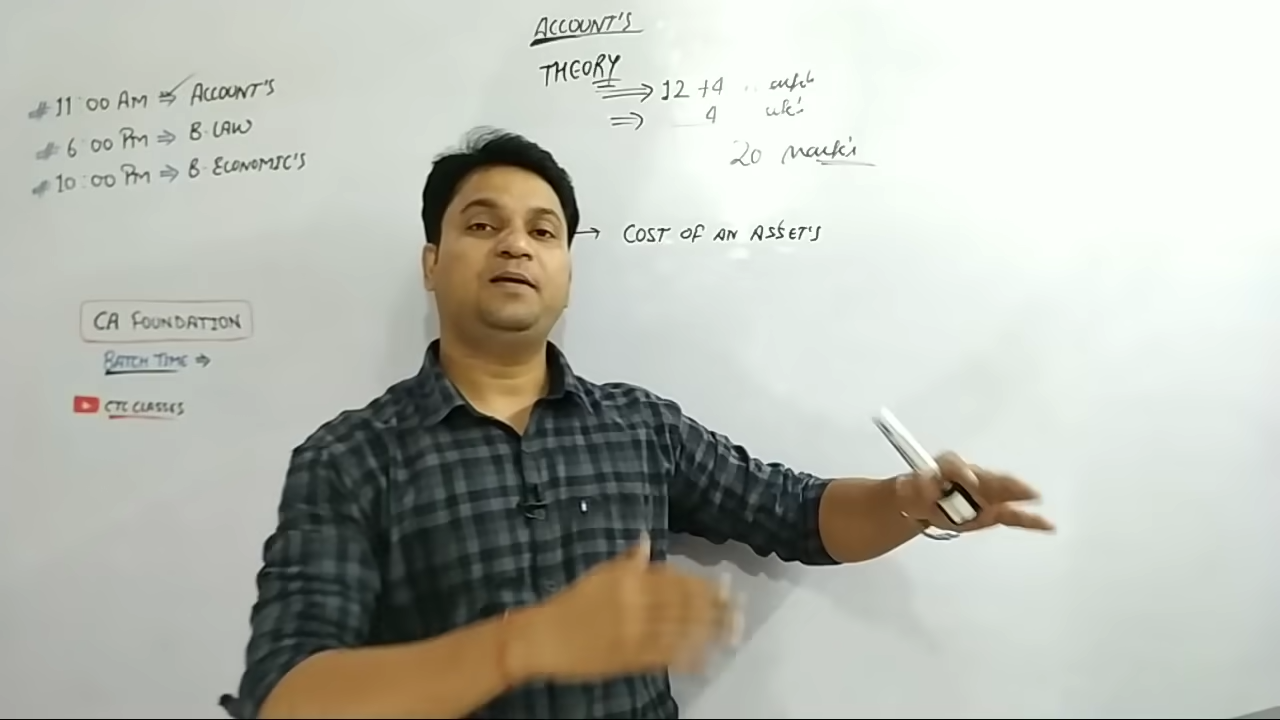 ACCOUNT'S
THEORY
⇒ 12 +4
⇒ 4
20 Mark's
# 11:00 AM ⇒ ACCOUNT'S
# 6:00 PM ⇒ B.LAW
# 10:00 PM ⇒ B.ECONOMIC'S
→ COST OF AN ASSET'S
CA FOUNDATION
BATCH TIME ⇒
CTC CLASSES